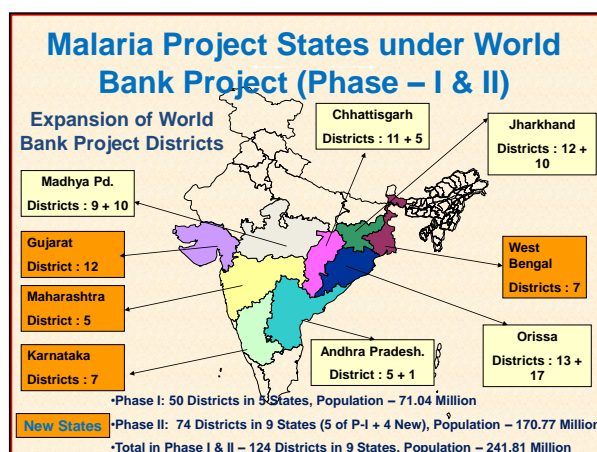 Malaria Project States under World
Bank Project (Phase – I & II)
Expansion of World
Bank Project Districts
Chhattisgarh
Districts : 11 + 5
Jharkhand
Districts : 12 +
10
Madhya Pd.
Districts : 9 + 10
Gujarat
District : 12
West
Bengal
Districts : 7
Maharashtra
District : 5
Orissa
Districts : 13 +
17
Karnataka
Districts : 7
Andhra Pradesh.
District : 5 + 1
•Phase I: 50 Districts in 5 States, Population – 71.04 Million
New States
•Phase II: 74 Districts in 9 States (5 of P-I + 4 New), Population – 170.77 Million
•Total in Phase I & II – 124 Districts in 9 States, Population – 241.81 Million